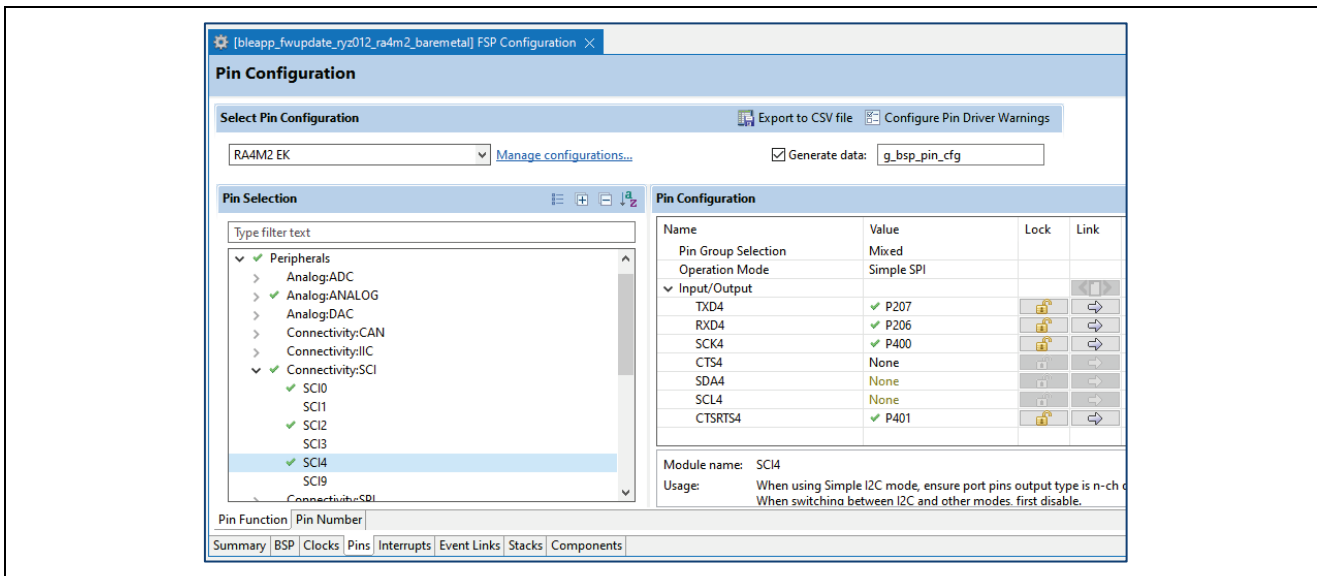 [bleapp_fwupdate_ryz012_ra4m2_baremetal] FSP Configuration
Pin Configuration
Select Pin Configuration
Export to CSV file
Configure Pin Driver Warnings
RA4M2 EK
Manage configurations...
Generate data:
g_bsp_pin_cfg
Pin Selection
Type filter text
Peripherals
Analog:ADC
Analog:ANALOG
Analog:DAC
Connectivity:CAN
Connectivity:IIC
Connectivity:SCI
SCI0
SCI1
SCI2
SCI3
SCI4
SCI9
Connectivity:SPI
Pin Configuration
Name Value Lock Link
Pin Group Selection Mixed
Operation Mode Simple SPI
Input/Output
TXD4 P207
RXD4 P206
SCK4 P400
CTS4 None
SDA4 None
SCL4 None
CTSRTS4 P401
Module name: SCI4
Usage: When using Simple I2C mode, ensure port pins output type is n-ch
When switching between I2C and other modes, first disable.
Pin Function Pin Number
Summary BSP Clocks Pins Interrupts Event Links Stacks Components